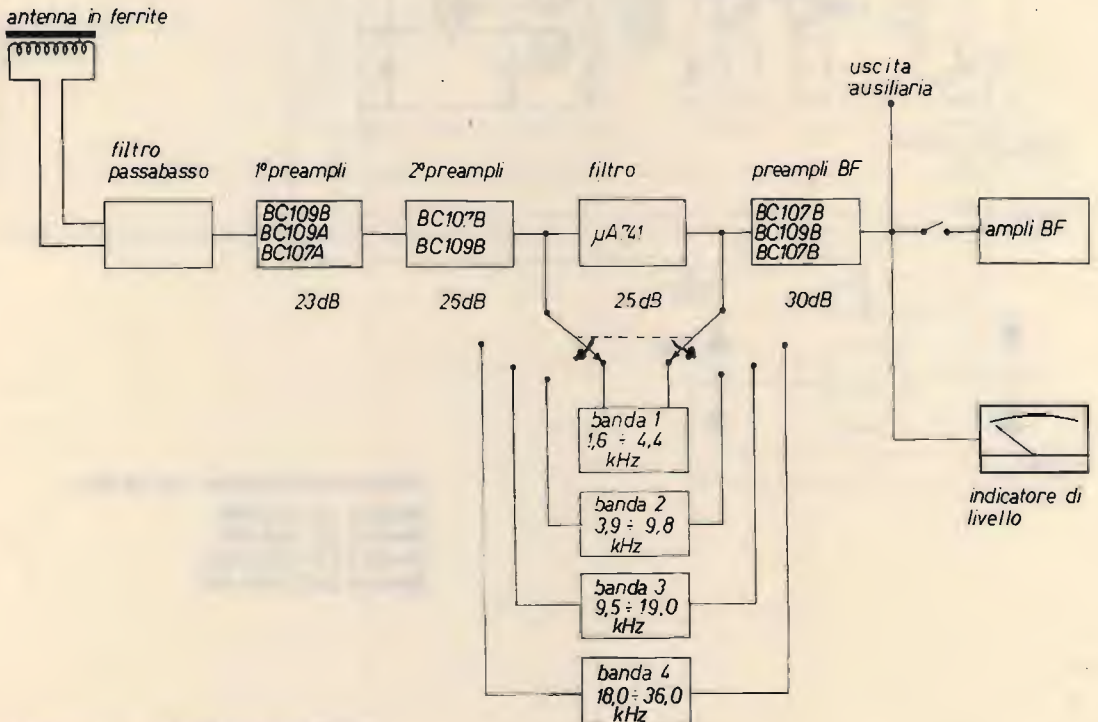 antenna in ferrite
uscita
ausiliaria
filtro
passabasso
1º preampli
2º preampli
filtro
preampli BF
BC109B
BC109A
BC107A
BC107B
BC109B
µA741
BC107B
BC109B
BC107B
ampli BF
23dB
25dB
25dB
30dB
banda 1
1,6 ÷ 4,4
kHz
banda 2
3,9 ÷ 9,8
kHz
banda 3
9,5 ÷ 19,0
kHz
banda 4
18,0 ÷ 36,0
kHz
indicatore di
livello